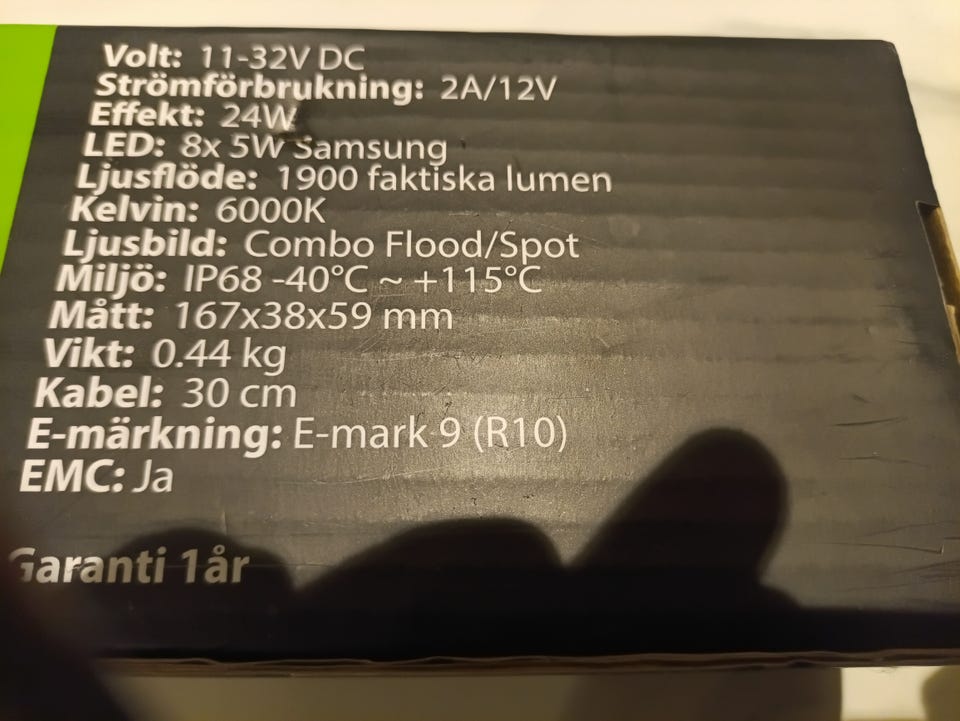 Volt: 11-32V DC
Strömförbrukning: 2A/12V
Effekt: 24W
LED: 8x 5W Samsung
Ljusflöde: 1900 faktiska lumen
Kelvin: 6000K
Ljusbild: Combo Flood/Spot
Miljö: IP68 -40°C ~ +115°C
Mått: 167x38x59 mm
Vikt: 0.44 kg
Kabel: 30 cm
E-märkning: E-mark 9 (R10)
EMC: Ja
Garanti 1år